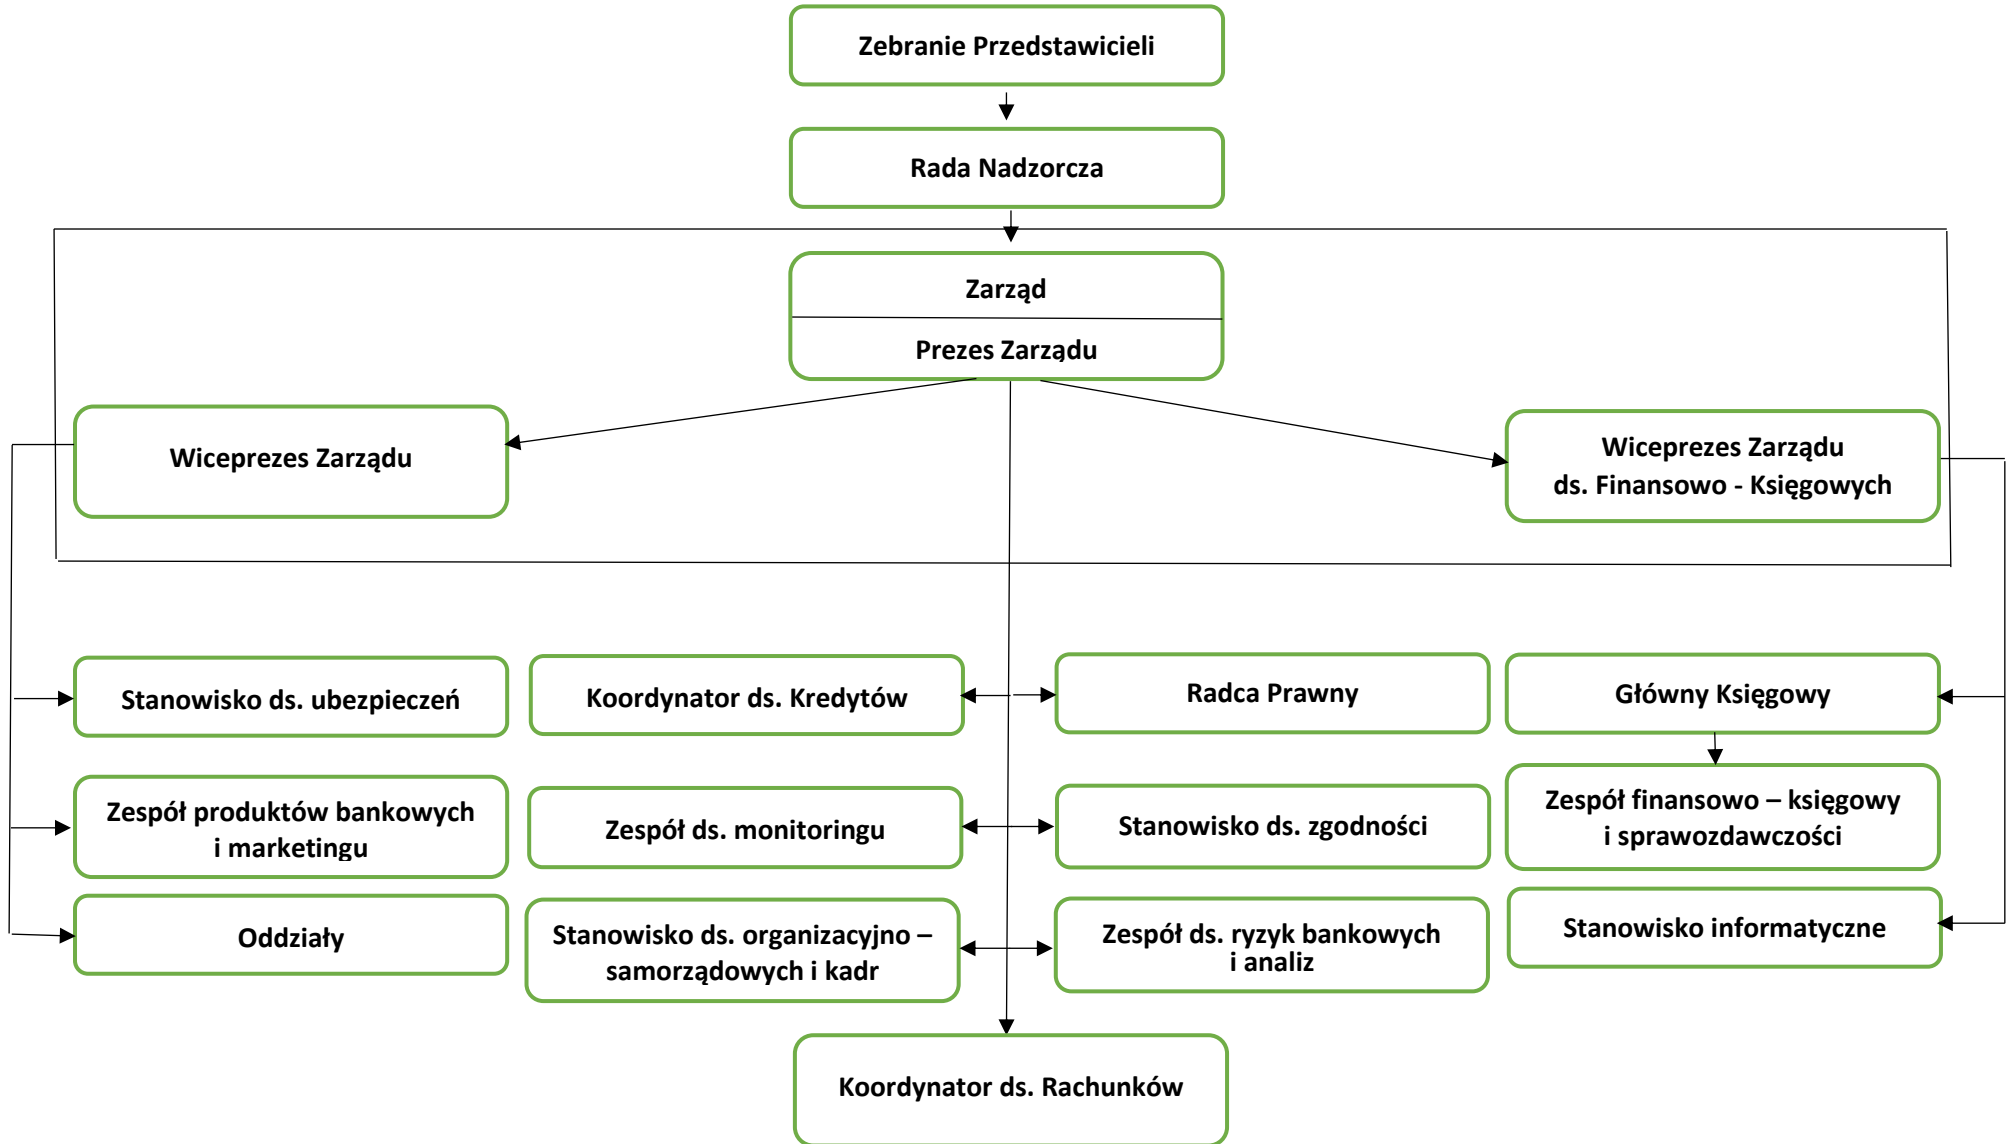 Zebranie Przedstawicieli
Rada Nadzorcza
Zarząd
Prezes Zarządu
Wiceprezes Zarządu
Wiceprezes Zarządu
ds. Finansowo - Księgowych
Stanowisko ds. ubezpieczeń
Koordynator ds. Kredytów
Radca Prawny
Główny Księgowy
Zespół produktów bankowych
i marketingu
Zespół ds. monitoringu
Stanowisko ds. zgodności
Zespół finansowo – księgowy
i sprawozdawczości
Oddziały
Stanowisko ds. organizacyjno –
samorządowych i kadr
Zespół ds. ryzyk bankowych
i analiz
Stanowisko informatyczne
Koordynator ds. Rachunków